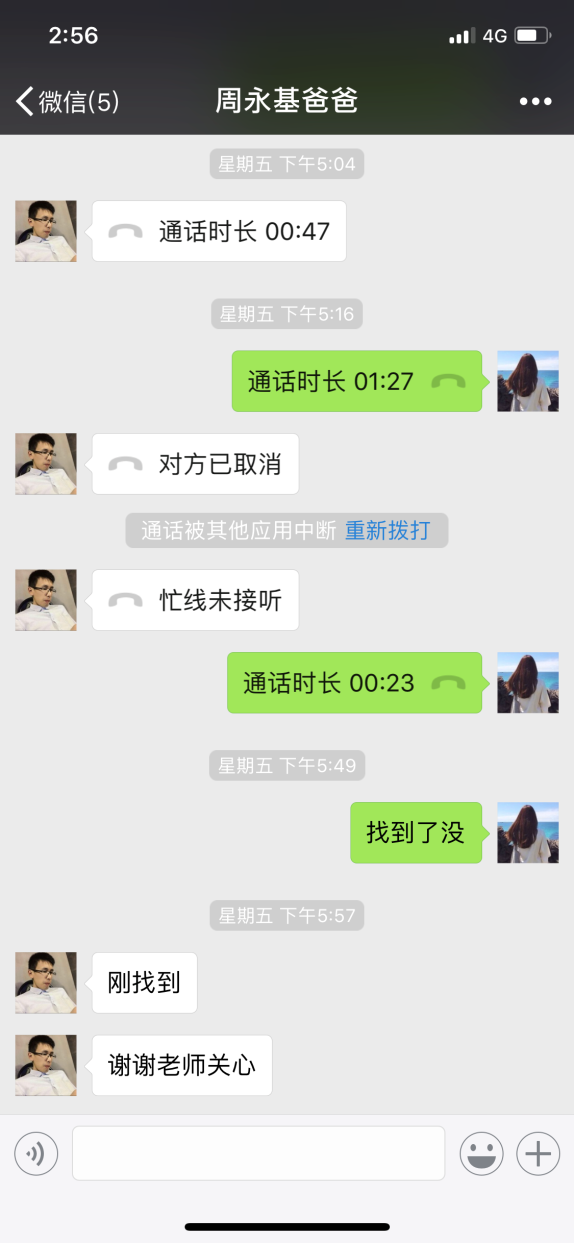 2:56
4G
微信(5)
周永基爸爸
星期五 下午5:04
通话时长 00:47
星期五 下午5:16
通话时长 01:27
对方已取消
通话被其他应用中断 重新拨打
忙线未接听
通话时长 00:23
星期五 下午5:49
找到了没
星期五 下午5:57
刚找到
谢谢老师关心